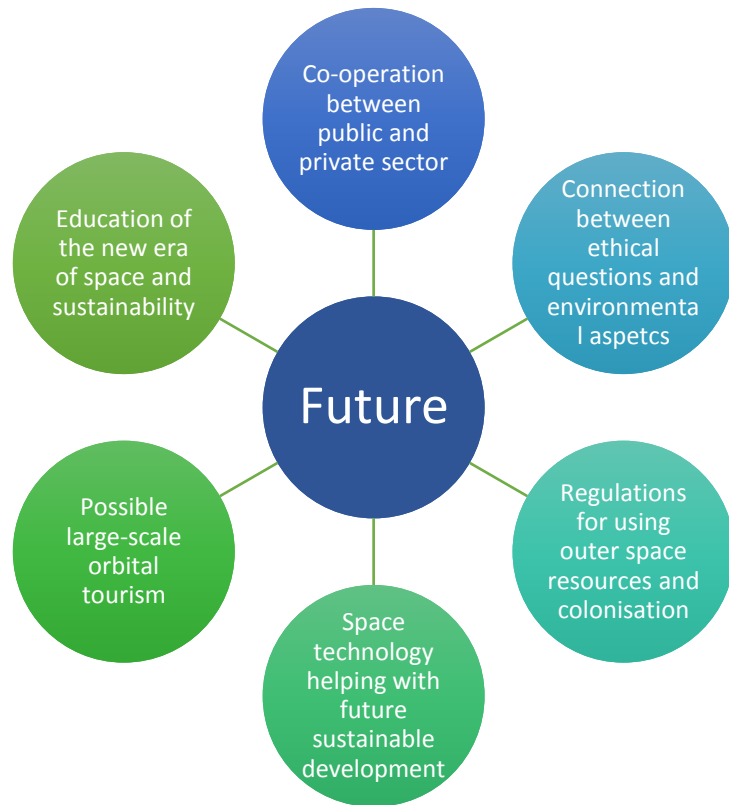 Co-operation
between
public and
private sector
Connection
between
ethical
questions and
environmenta
l aspetcs
Regulations
for using
outer space
resources and
colonisation
Space
technology
helping with
future
sustainable
development
Possible
large-scale
orbital
tourism
Education of
the new era
of space and
sustainability
Future